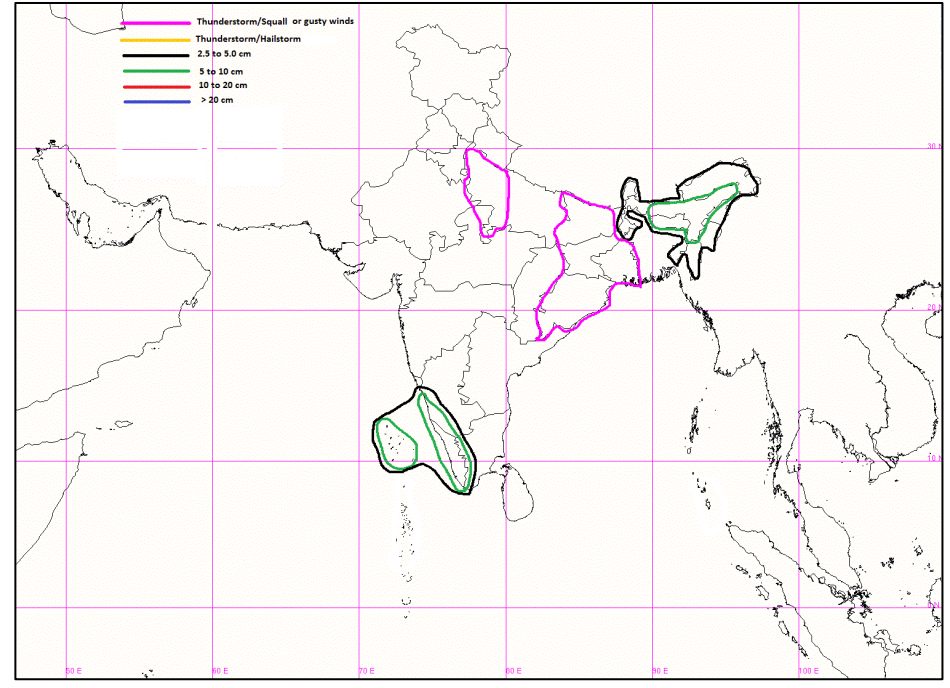 Thunderstorm/Squall or gusty winds
Thunderstorm/Hailstorm
2.5 to 5.0 cm
5 to 10 cm
10 to 20 cm
> 20 cm
30 N
20 N
10 N
50 E
60 E
70 E
80 E
90 E
100 E